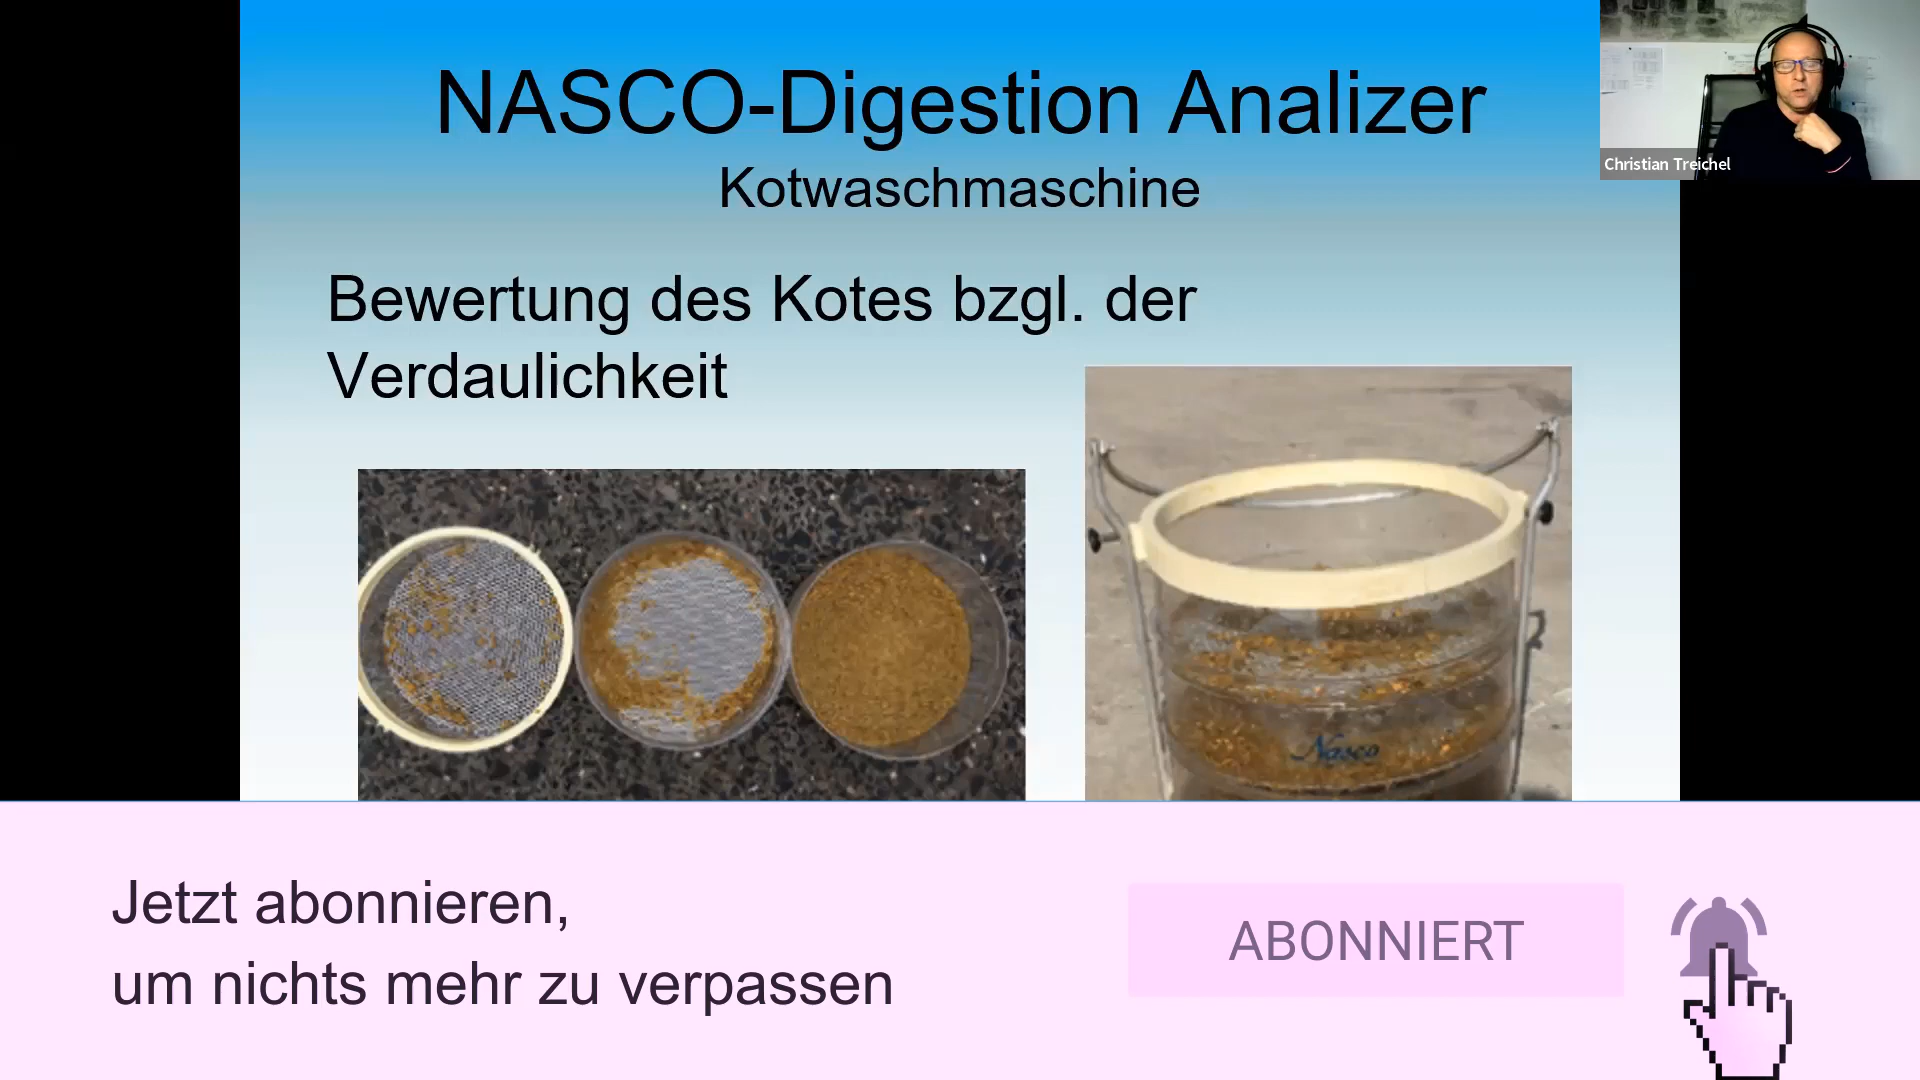 NASCO-Digestion Analizer
Kotwaschmaschine
Christian Treichel
Bewertung des Kotes bzgl. der
Verdaulichkeit
Nasco
Jetzt abonnieren,
um nichts mehr zu verpassen
ABONNIERT